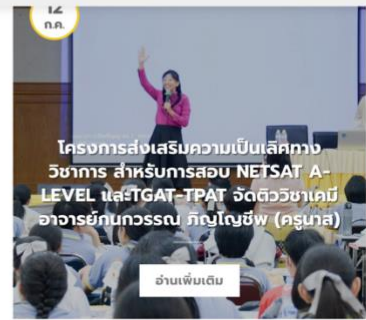 12
ก.ค.
โครงการส่งเสริมความเป็นเลิศทาง
วิชาการ สำหรับการสอบ NETSAT A-
LEVEL และTGAT-TPAT จัดติววิชาเคมี
อาจารย์กนกวรรณ ภิญโญชีพ (ครูนาส)
อ่านเพิ่มเติม